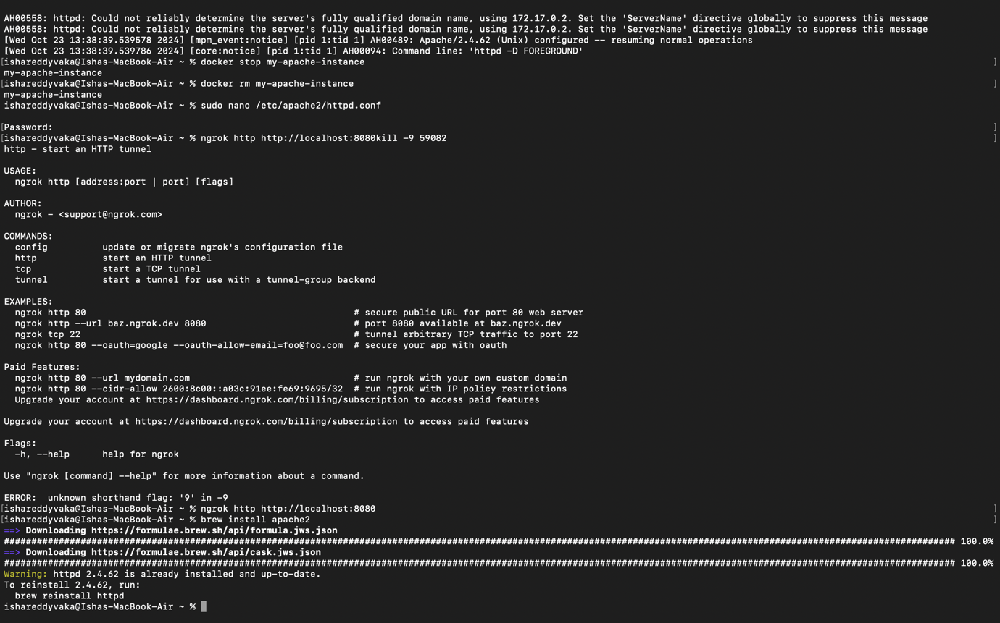 AH00558: httpd: Could not reliably determine the server's fully qualified domain name, using 172.17.0.2. Set the 'ServerName' directive globally to suppress this message
AH00558: httpd: Could not reliably determine the server's fully qualified domain name, using 172.17.0.2. Set the 'ServerName' directive globally to suppress this message
[Wed Oct 23 13:38:39.539578 2024] [mpm_event:notice] [pid 1:tid 1] AH00489: Apache/2.4.62 (Unix) configured -- resuming normal operations
[Wed Oct 23 13:38:39.539786 2024] [core:notice] [pid 1:tid 1] AH00094: Command line: 'httpd -D FOREGROUND'
[ishareddyvaka@Ishas-MacBook-Air ~ % docker stop my-apache-instance ]
my-apache-instance
[ishareddyvaka@Ishas-MacBook-Air ~ % docker rm my-apache-instance ]
my-apache-instance
ishareddyvaka@Ishas-MacBook-Air ~ % sudo nano /etc/apache2/httpd.conf
[Password: ]
[ishareddyvaka@Ishas-MacBook-Air ~ % ngrok http http://localhost:8080kill -9 59082 ]
http - start an HTTP tunnel
USAGE:
ngrok http [address:port | port] [flags]
AUTHOR:
ngrok - <support@ngrok.com>
COMMANDS:
config update or migrate ngrok's configuration file
http start an HTTP tunnel
tcp start a TCP tunnel
tunnel start a tunnel for use with a tunnel-group backend
EXAMPLES:
ngrok http 80 # secure public URL for port 80 web server
ngrok http --url baz.ngrok.dev 8080 # port 8080 available at baz.ngrok.dev
ngrok tcp 22 # tunnel arbitrary TCP traffic to port 22
ngrok http 80 --oauth=google --oauth-allow-email=foo@foo.com # secure your app with oauth
Paid Features:
ngrok http 80 --url mydomain.com # run ngrok with your own custom domain
ngrok http 80 --cidr-allow 2600:8c00::a03c:91ee:fe69:9695/32 # run ngrok with IP policy restrictions
Upgrade your account at https://dashboard.ngrok.com/billing/subscription to access paid features
Upgrade your account at https://dashboard.ngrok.com/billing/subscription to access paid features
Flags:
-h, --help help for ngrok
Use "ngrok [command] --help" for more information about a command.
ERROR: unknown shorthand flag: '9' in -9
[ishareddyvaka@Ishas-MacBook-Air ~ % ngrok http http://localhost:8080 ]
[ishareddyvaka@Ishas-MacBook-Air ~ % brew install apache2 ]
==> Downloading https://formulae.brew.sh/api/formula.jws.json
############################################################################################################################################################################### 100.0%
==> Downloading https://formulae.brew.sh/api/cask.jws.json
############################################################################################################################################################################### 100.0%
Warning: httpd 2.4.62 is already installed and up-to-date.
To reinstall 2.4.62, run:
brew reinstall httpd
ishareddyvaka@Ishas-MacBook-Air ~ %